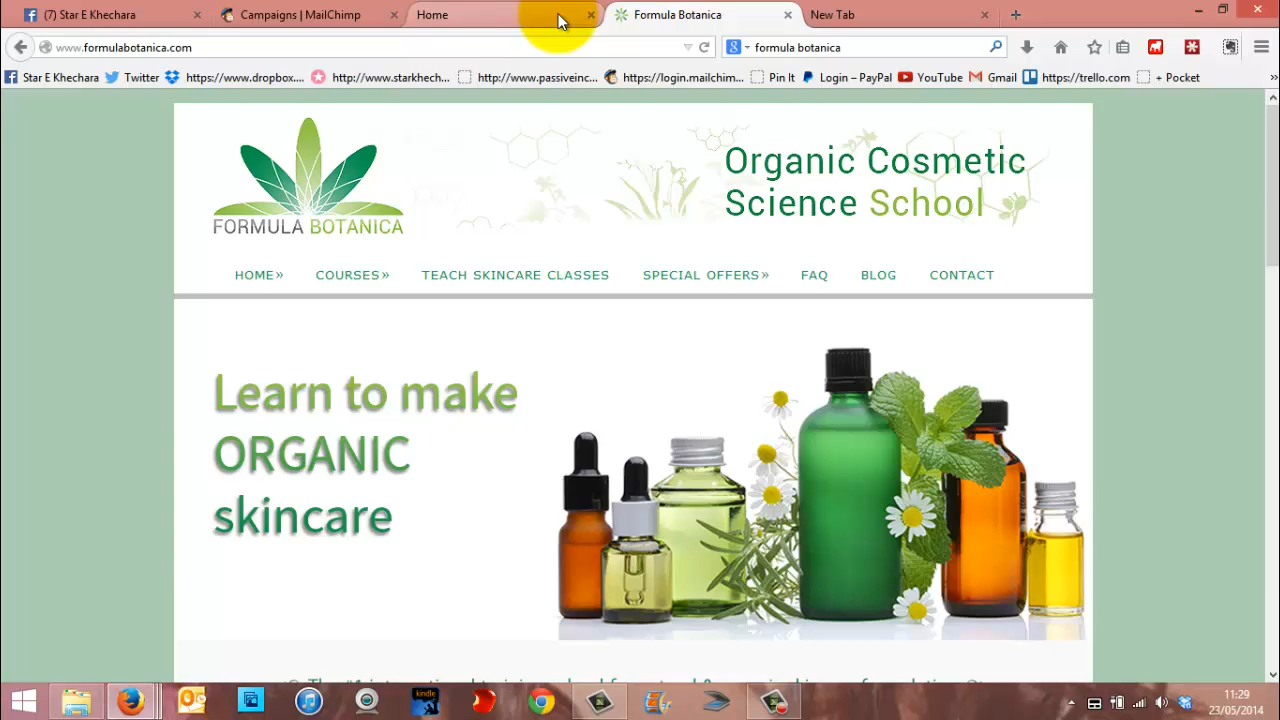 (7) Star E Khechara
Campaigns | MailChimp
Home
Formula Botanica
New Tab
www.formulabotanica.com
formula botanica
Star E Khechara
Twitter
https://www.dropbox....
http://www.starkhech...
http://www.passiveinc...
https://login.mailchim...
Pin It
Login – PayPal
YouTube
Gmail
https://trello.com
+ Pocket
FORMULA BOTANICA
Organic Cosmetic
Science School
HOME»
COURSES»
TEACH SKINCARE CLASSES
SPECIAL OFFERS»
FAQ
BLOG
CONTACT
Learn to make
ORGANIC
skincare
kindle
11:29
23/05/2014